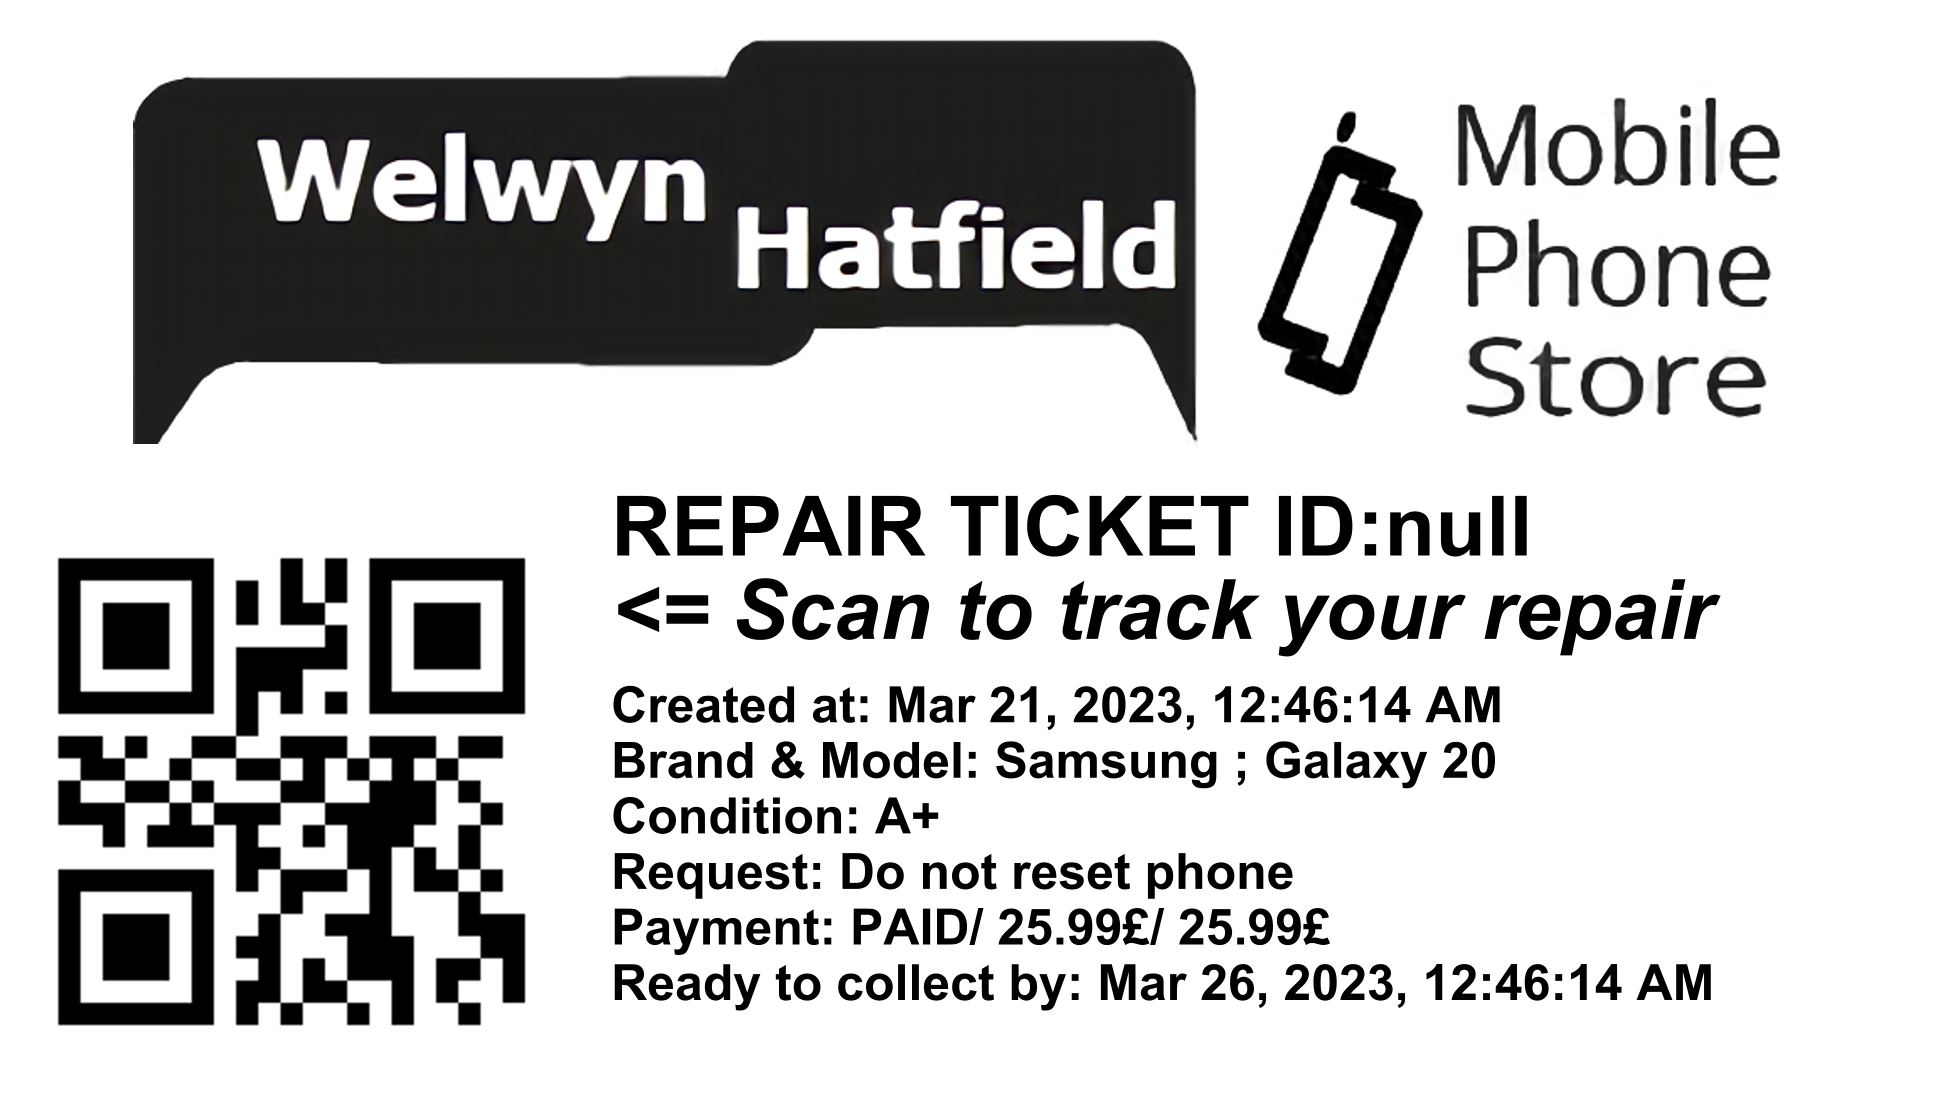 Welwyn
Hatfield
Mobile
Phone
Store
REPAIR TICKET ID:null
<= Scan to track your repair
Created at: Mar 21, 2023, 12:46:14 AM
Brand & Model: Samsung ; Galaxy 20
Condition: A+
Request: Do not reset phone
Payment: PAID/ 25.99£/ 25.99£
Ready to collect by: Mar 26, 2023, 12:46:14 AM